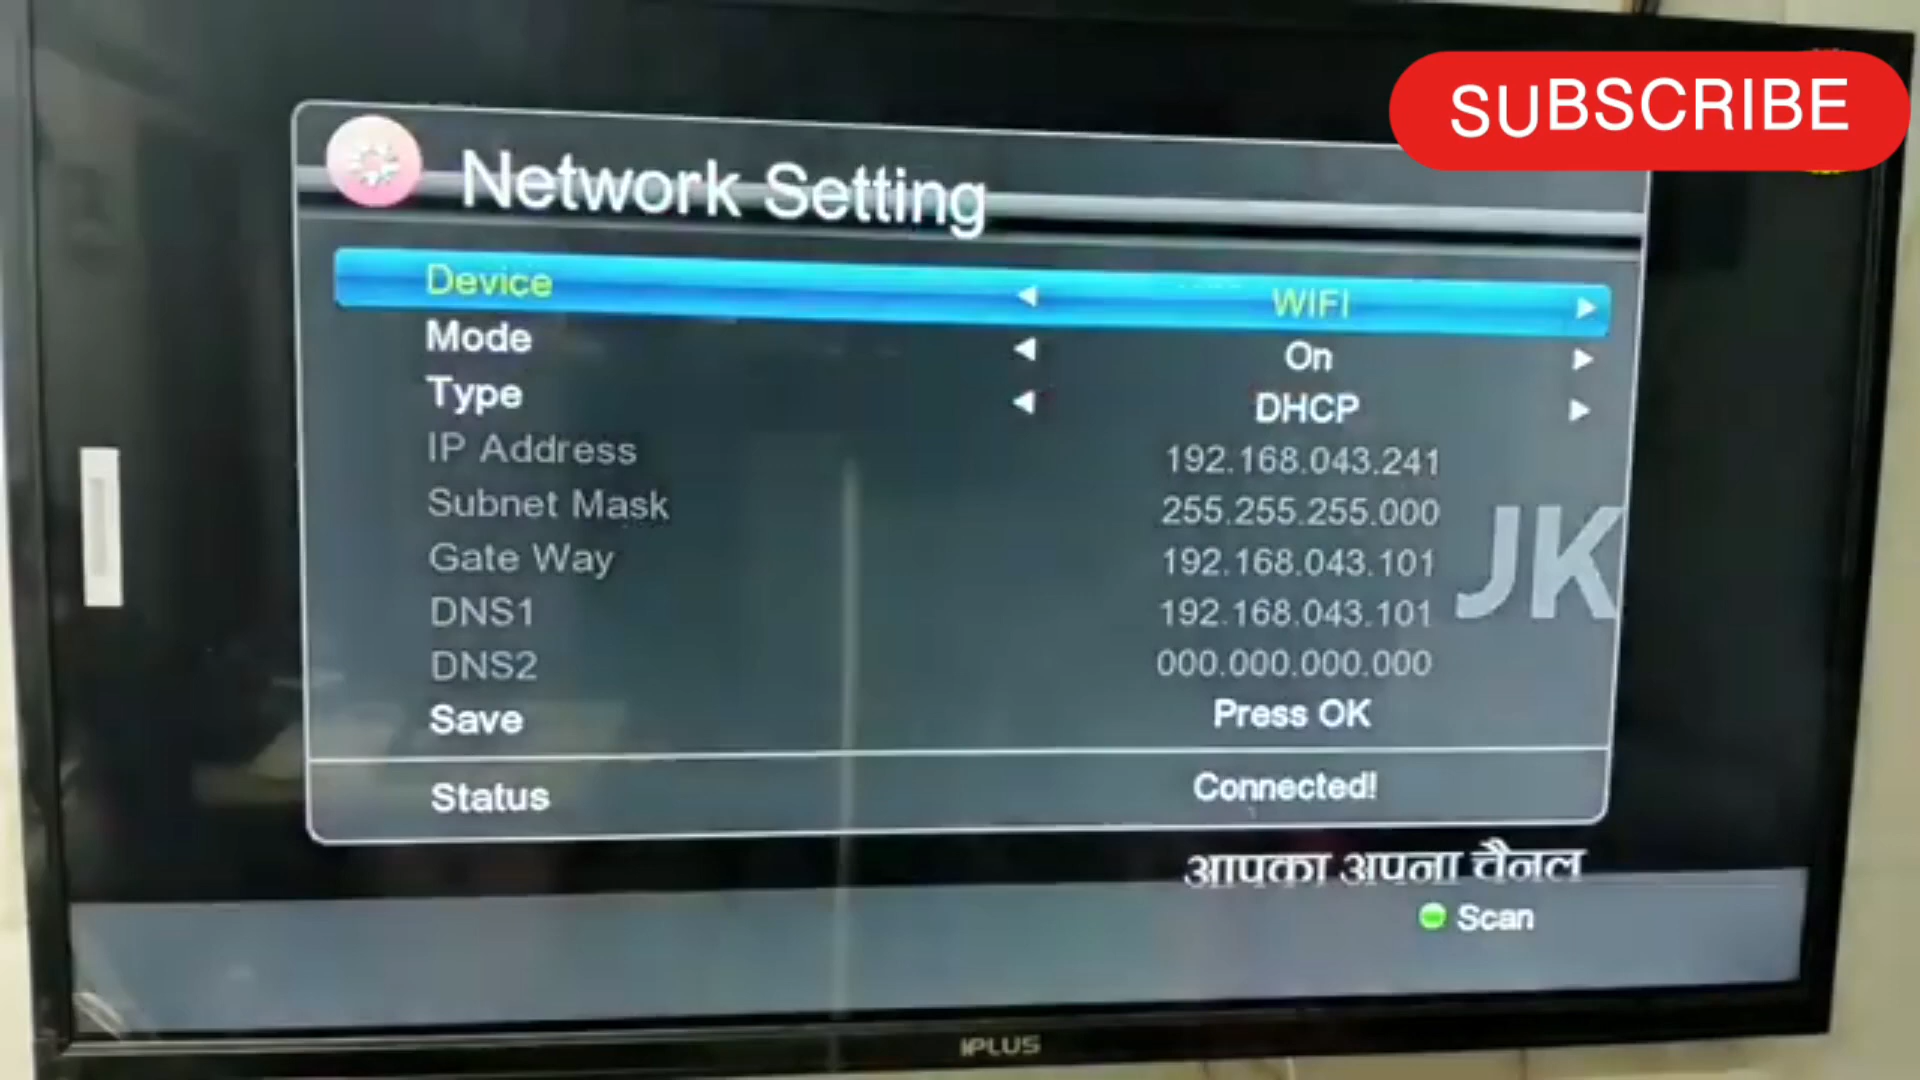 SUBSCRIBE
Network Setting
Device WIFI
Mode On
Type DHCP
IP Address 192.168.043.241
Subnet Mask 255.255.255.000
Gate Way 192.168.043.101
DNS1 192.168.043.101
DNS2 000.000.000.000
Save Press OK
JK
Status Connected!
आपका अपना चैनल
Scan
IPLUS